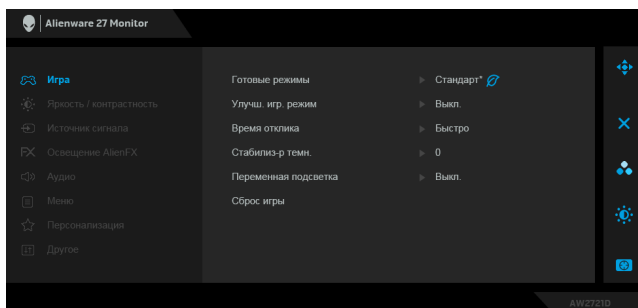 Alienware 27 Monitor
Игра
Яркость / контрастность
Источник сигнала
FX Освещение AlienFX
Аудио
Меню
Персонализация
Другое
Готовые режимы Стандарт*
Улучш. игр. режим Выкл.
Время отклика Быстро
Стабилиз-р темн. 0
Переменная подсветка Выкл.
Сброс игры
AW2721D